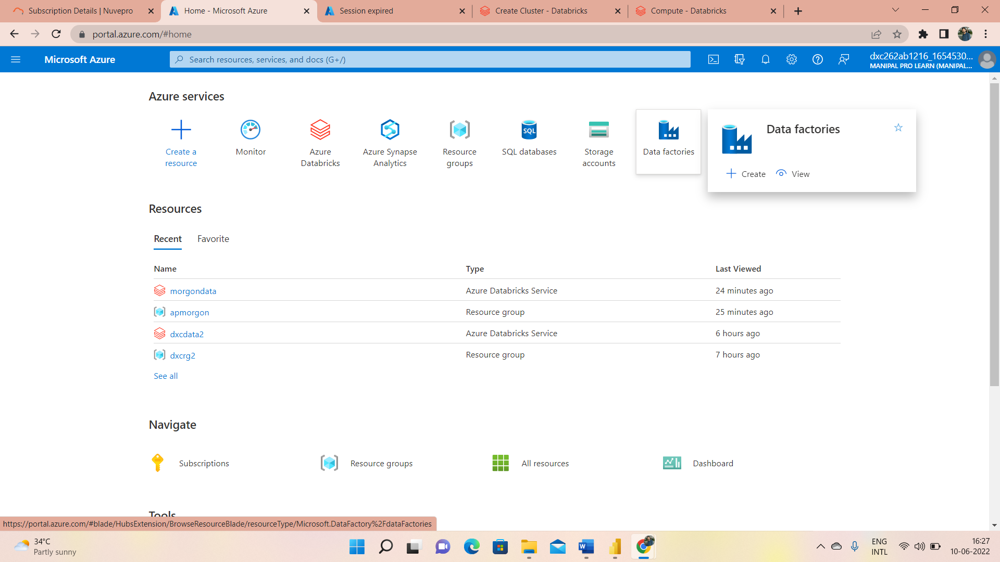 Subscription Details | Nuvepro
Home - Microsoft Azure
Session expired
Create Cluster - Databricks
Compute - Databricks
portal.azure.com/#home
Microsoft Azure
Search resources, services, and docs (G+/)
dxc262ab1216_1654530...
MANIPAL PRO LEARN (MANIPAL...
Azure services
Create a
resource
Monitor
Azure
Databricks
Azure Synapse
Analytics
Resource
groups
SQL
SQL databases
Storage
accounts
Data factories
Data factories
Create
View
Resources
Recent
Favorite
Name
Type
Last Viewed
morgondata
Azure Databricks Service
24 minutes ago
apmorgon
Resource group
25 minutes ago
dxcdata2
Azure Databricks Service
6 hours ago
dxcrg2
Resource group
7 hours ago
See all
Navigate
Subscriptions
Resource groups
All resources
Dashboard
Tools
https://portal.azure.com/#blade/HubsExtension/BrowseResourceBlade/resourceType/Microsoft.DataFactory%2FdataFactories
34°C
Partly sunny
W
ENG
INTL
16:27
10-06-2022